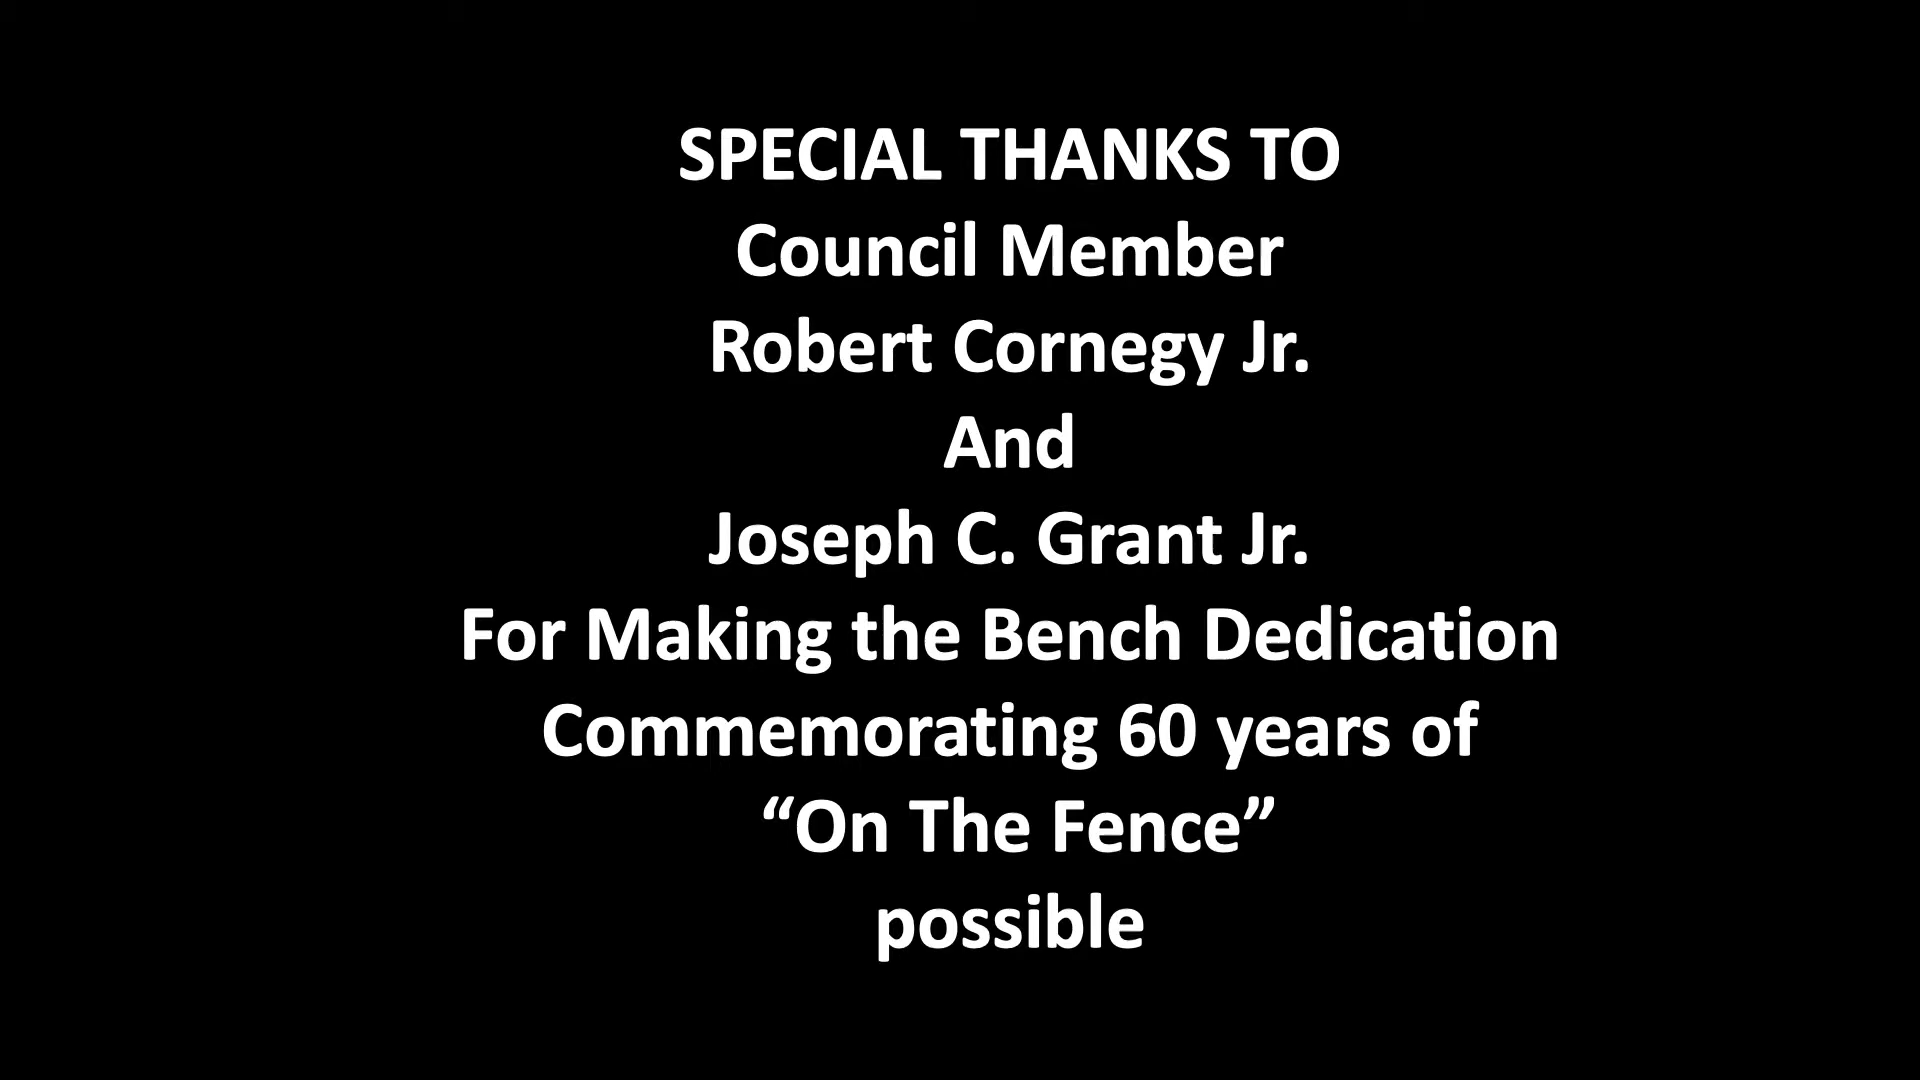 SPECIAL THANKS TO
Council Member
Robert Cornegy Jr.
And
Joseph C. Grant Jr.
For Making the Bench Dedication
Commemorating 60 years of
“On The Fence”
possible